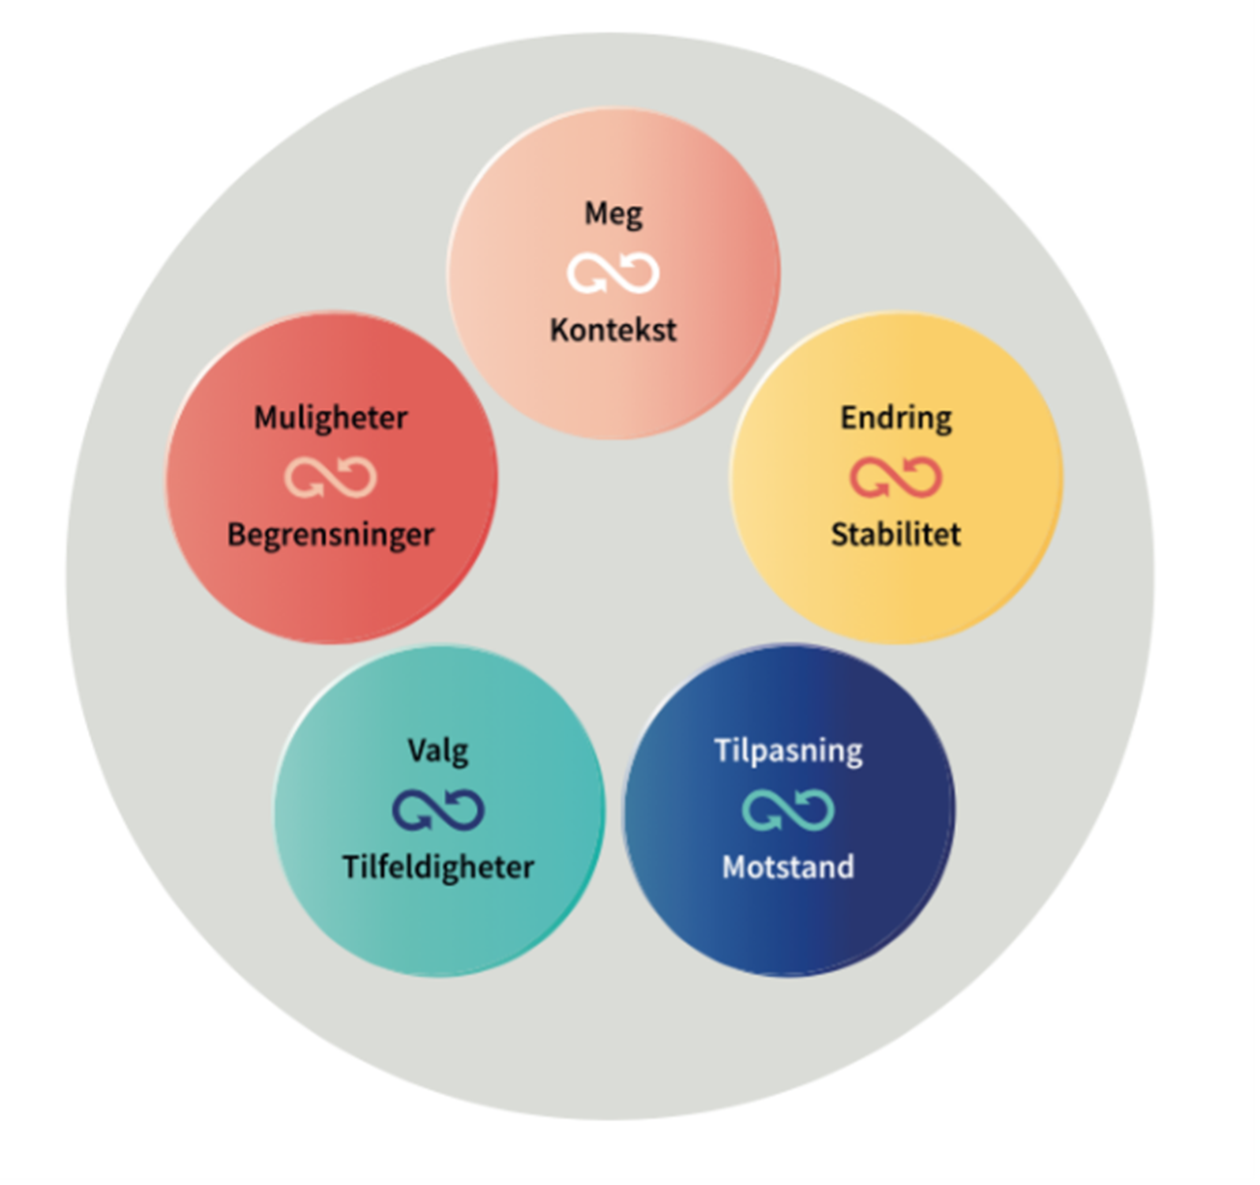 Meg
Kontekst
Muligheter
Begrensninger
Endring
Stabilitet
Valg
Tilfeldigheter
Tilpasning
Motstand